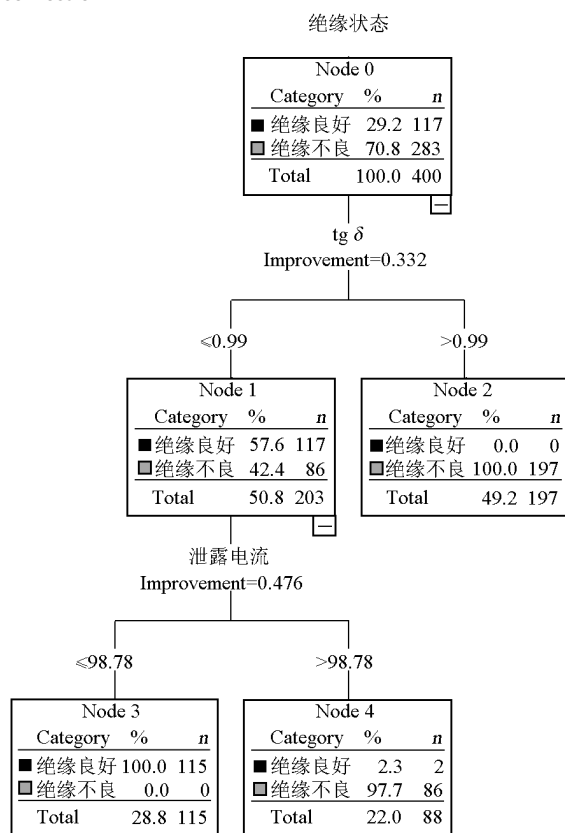 绝缘状态
Node 0
Category % n
绝缘良好 29.2 117
绝缘不良 70.8 283
Total 100.0 400
tg δ
Improvement=0.332
⩽0.99
>0.99
Node 1
Category % n
绝缘良好 57.6 117
绝缘不良 42.4 86
Total 50.8 203
Node 2
Category % n
绝缘良好 0.0 0
绝缘不良 100.0 197
Total 49.2 197
泄露电流
Improvement=0.476
⩽98.78
>98.78
Node 3
Category % n
绝缘良好 100.0 115
绝缘不良 0.0 0
Total 28.8 115
Node 4
Category % n
绝缘良好 2.3 2
绝缘不良 97.7 86
Total 22.0 88